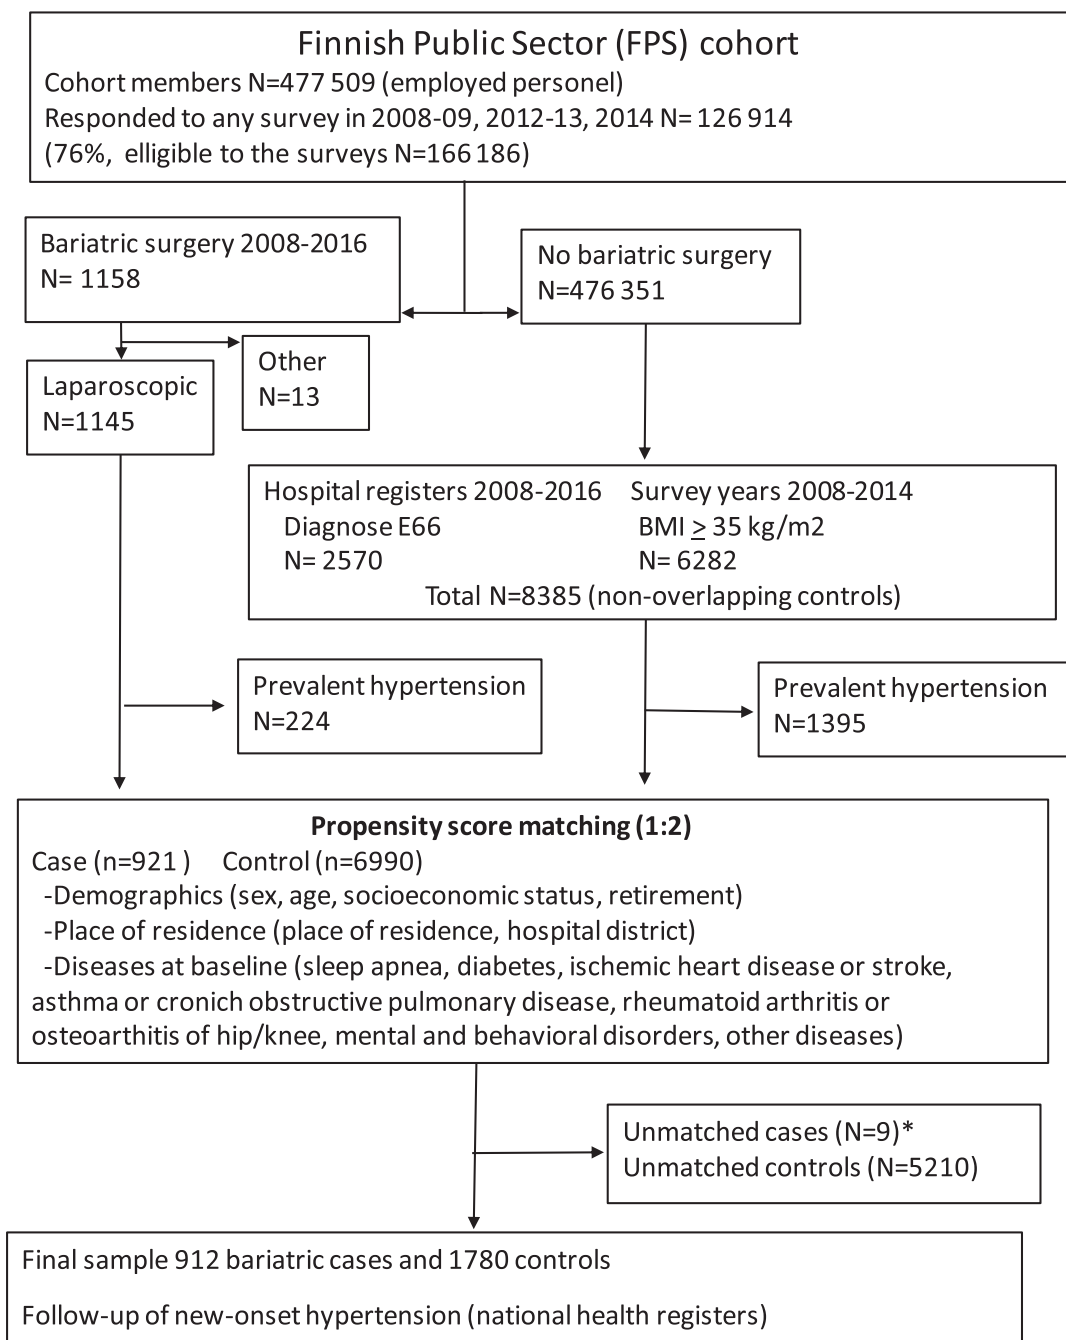 Finnish Public Sector (FPS) cohort
Cohort members N=477 509 (employed personel)
Responded to any survey in 2008-09, 2012-13, 2014 N= 126 914
(76%, elligible to the surveys N=166 186)
Bariatric surgery 2008-2016
N= 1158
No bariatric surgery
N=476 351
Other
N=13
Laparoscopic
N=1145
Hospital registers 2008-2016 Survey years 2008-2014
Diagnose E66 BMI ≥ 35 kg/m2
N= 2570 N= 6282
Total N=8385 (non-overlapping controls)
Prevalent hypertension
N=224
Prevalent hypertension
N=1395
Propensity score matching (1:2)
Case (n=921 ) Control (n=6990)
-Demographics (sex, age, socioeconomic status, retirement)
-Place of residence (place of residence, hospital district)
-Diseases at baseline (sleep apnea, diabetes, ischemic heart disease or stroke,
asthma or cronich obstructive pulmonary disease, rheumatoid arthritis or
osteoarthritis of hip/knee, mental and behavioral disorders, other diseases)
Unmatched cases (N=9)*
Unmatched controls (N=5210)
Final sample 912 bariatric cases and 1780 controls
Follow-up of new-onset hypertension (national health registers)